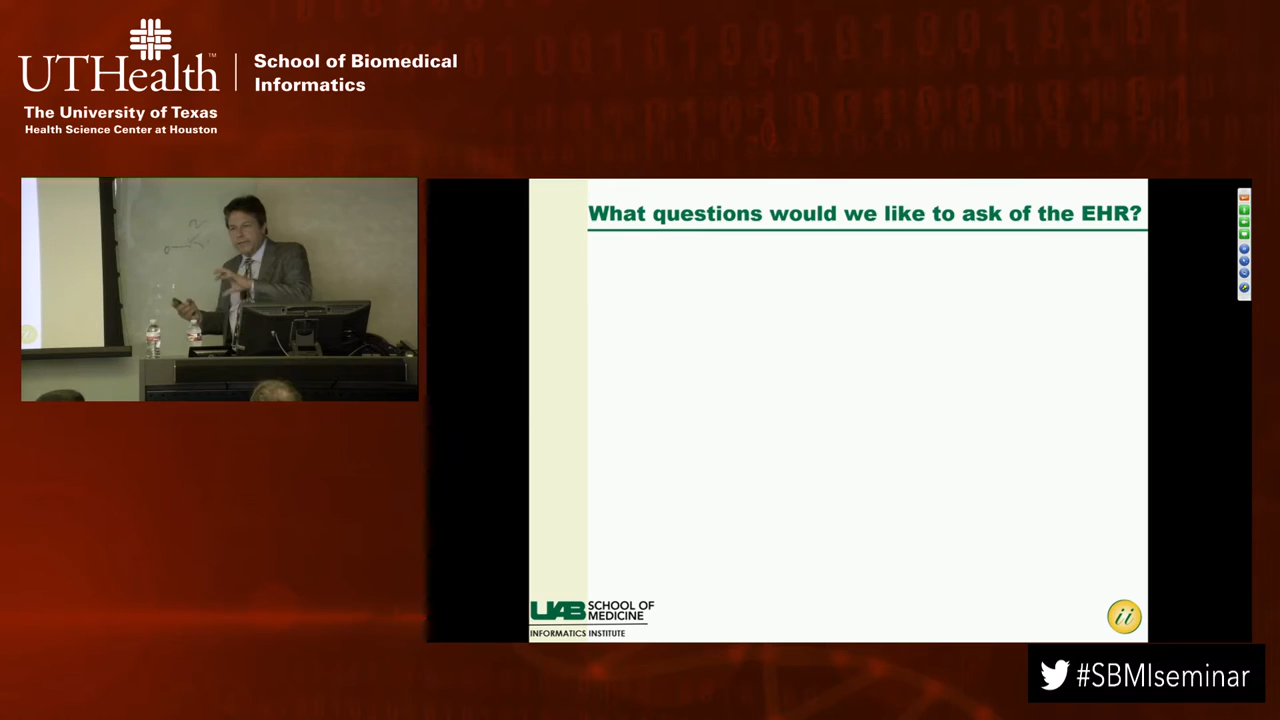 UTHealth™
The University of Texas
Health Science Center at Houston
School of Biomedical
Informatics
What questions would we like to ask of the EHR?
UAB SCHOOL OF
MEDICINE
INFORMATICS INSTITUTE
ii
#SBMIseminar